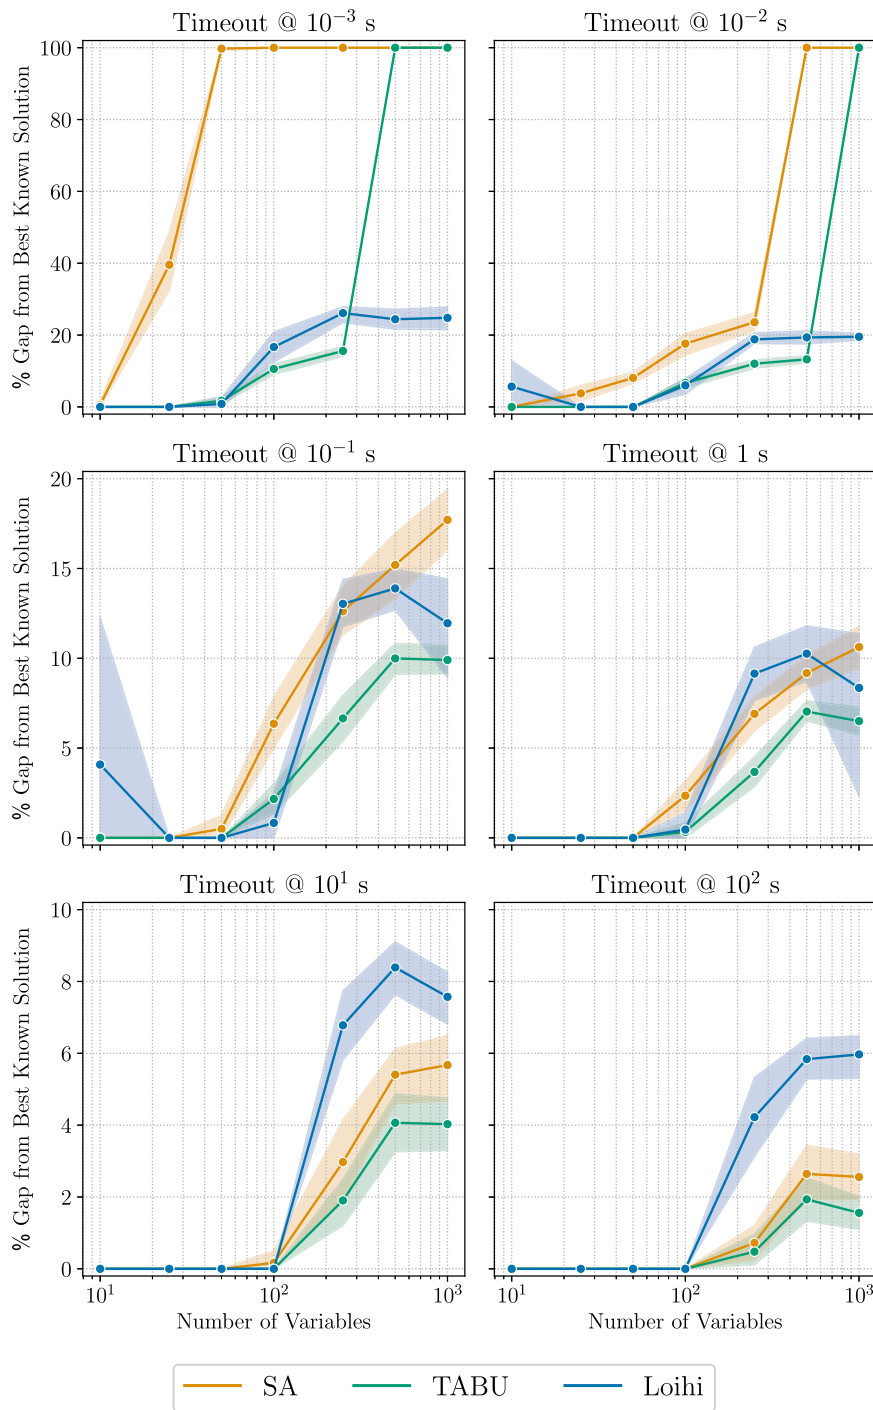 Timeout @ 10⁻³ s
Timeout @ 10⁻² s
% Gap from Best Known Solution
100
80
60
40
20
0
Timeout @ 10⁻¹ s
Timeout @ 1 s
% Gap from Best Known Solution
20
15
10
5
0
Timeout @ 10¹ s
Timeout @ 10² s
% Gap from Best Known Solution
10
8
6
4
2
0
10¹ 10² 10³
10¹ 10² 10³
Number of Variables
Number of Variables
SA TABU Loihi